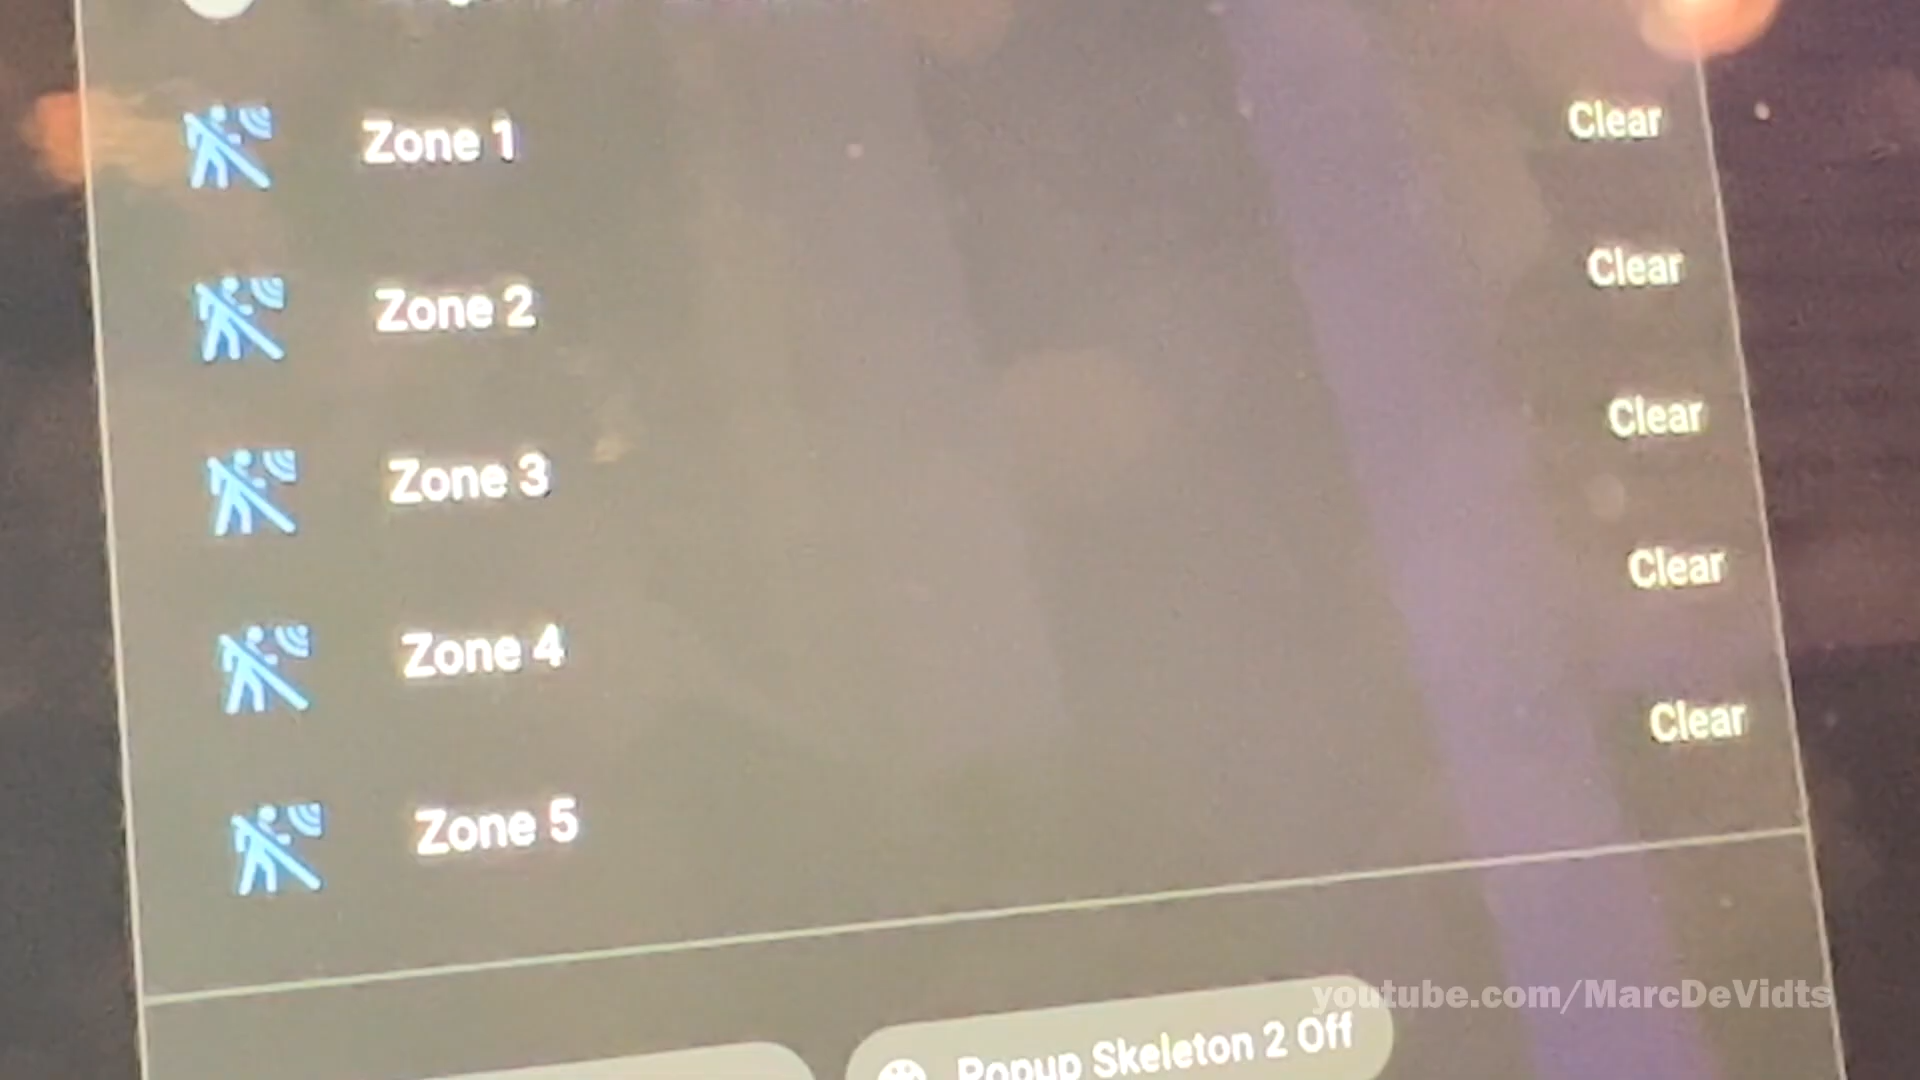 Zone 1 Clear
Zone 2 Clear
Zone 3 Clear
Zone 4 Clear
Zone 5 Clear
youtube.com/MarcDeVidts
Popup Skeleton 2 Off